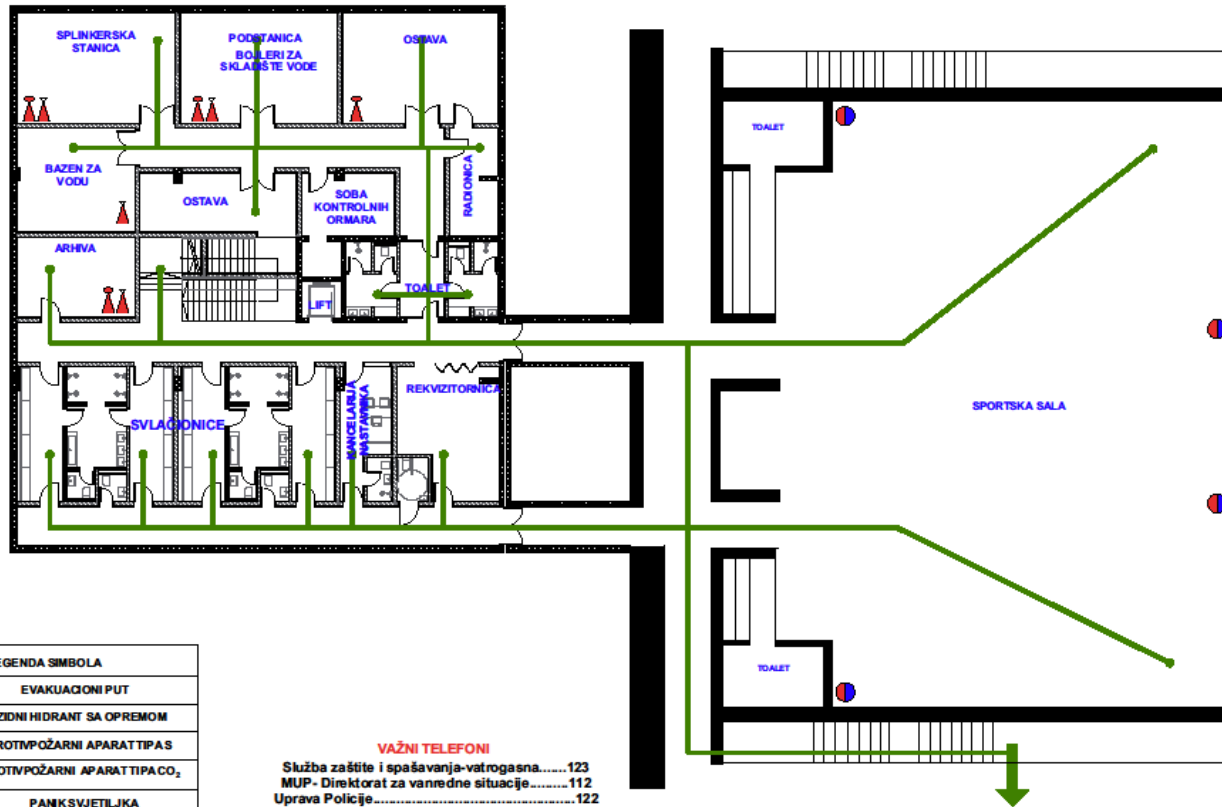 SPLINKERSKA
STANICA
PODSTANICA
BOJLERI ZA
SKLADIŠTE VODE
OSTAVA
TOALET
BAZEN ZA
VODU
OSTAVA
SOBA
KONTROLNIH
ORMARA
RADIONICA
ARHIVA
LIFT
TOALET
SVLAČIONICE
KANCELARIJA
NASTAVNIKA
REKVIZITORNICA
SPORTSKA SALA
TOALET
EGENDA SIMBOLA
EVAKUACIONI PUT
ZIDNI HIDRANT SA OPREMOM
ROTIVPOŽARNI APARAT TIPA S
OTIVPOŽARNI APARAT TIPA CO₂
PANIK SVJETILJKA
VAŽNI TELEFONI
Služba zaštite i spašavanja-vatrogasna.......123
MUP- Direktorat za vanredne situacije..........112
Uprava Policije................................................122